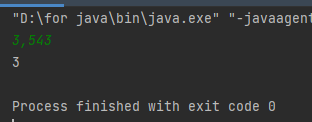 "D:\for java\bin\java.exe" "-javaagent
3,543
3
Process finished with exit code 0